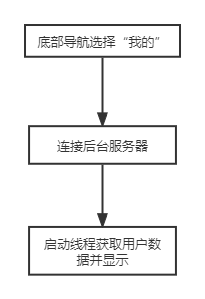 底部导航选择“我的”
连接后台服务器
启动线程获取用户数
据并显示